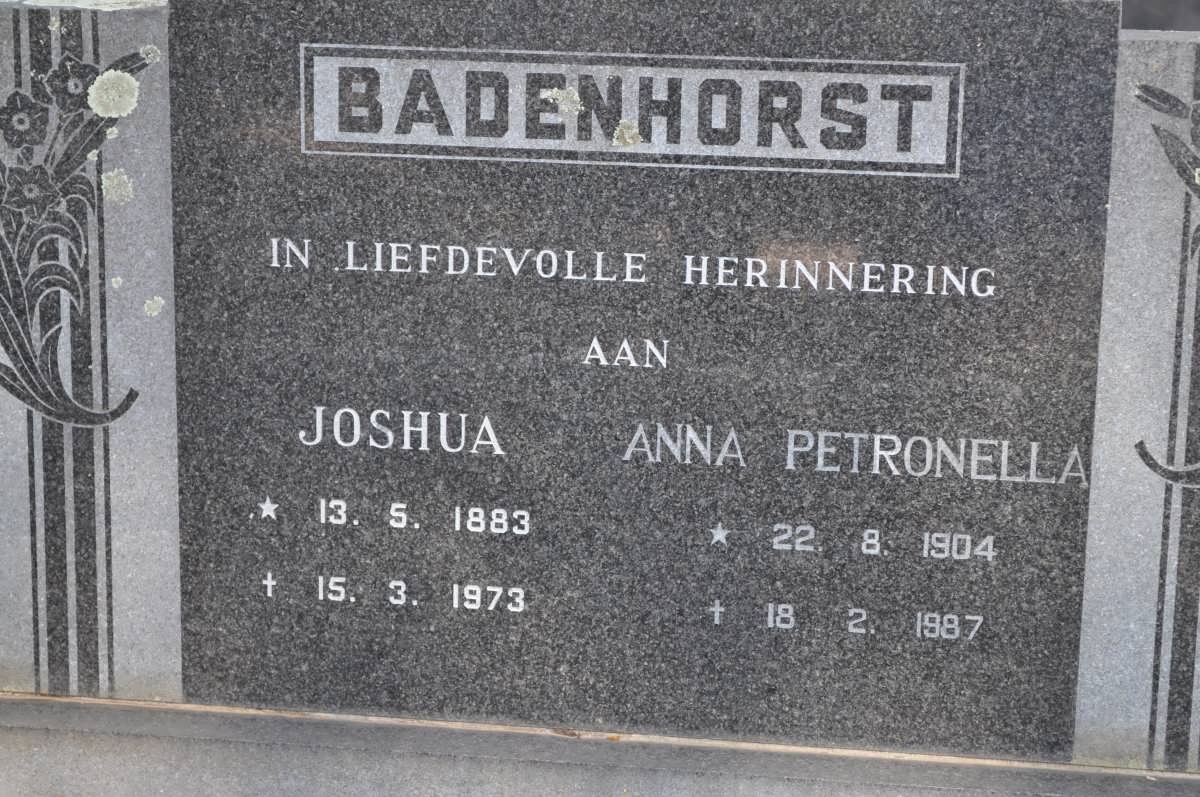 BADENHORST
IN LIEFDEVOLLE HERINNERING
AAN
JOSHUA
★ 13. 5. 1883
† 15. 3. 1973
ANNA PETRONELLA
★ 22. 8. 1904
† 18 2. 1987